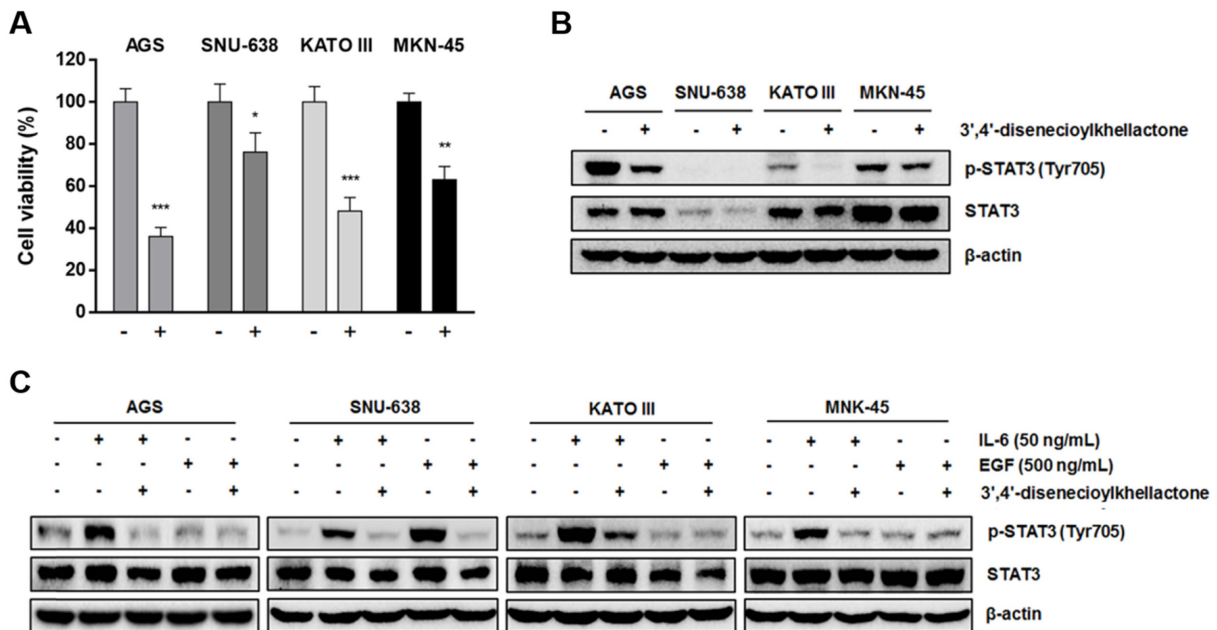 A
AGS SNU-638 KATO III MKN-45
120
100
80
60
40
20
0
Cell viability (%)
*** * *** **
- + - + - + - +
B
AGS SNU-638 KATO III MKN-45
- + - + - + - + 3',4'-disenecioylkhellactone
p-STAT3 (Tyr705)
STAT3
β-actin
C
AGS SNU-638 KATO III MNK-45
- + + - - - + + - - - + + - - - + + - - IL-6 (50 ng/mL)
- - - + + - - - + + - - - + + - - - + + EGF (500 ng/mL)
- - + - + - - + - + - - + - + - - + - + 3',4'-disenecioylkhellactone
p-STAT3 (Tyr705)
STAT3
β-actin